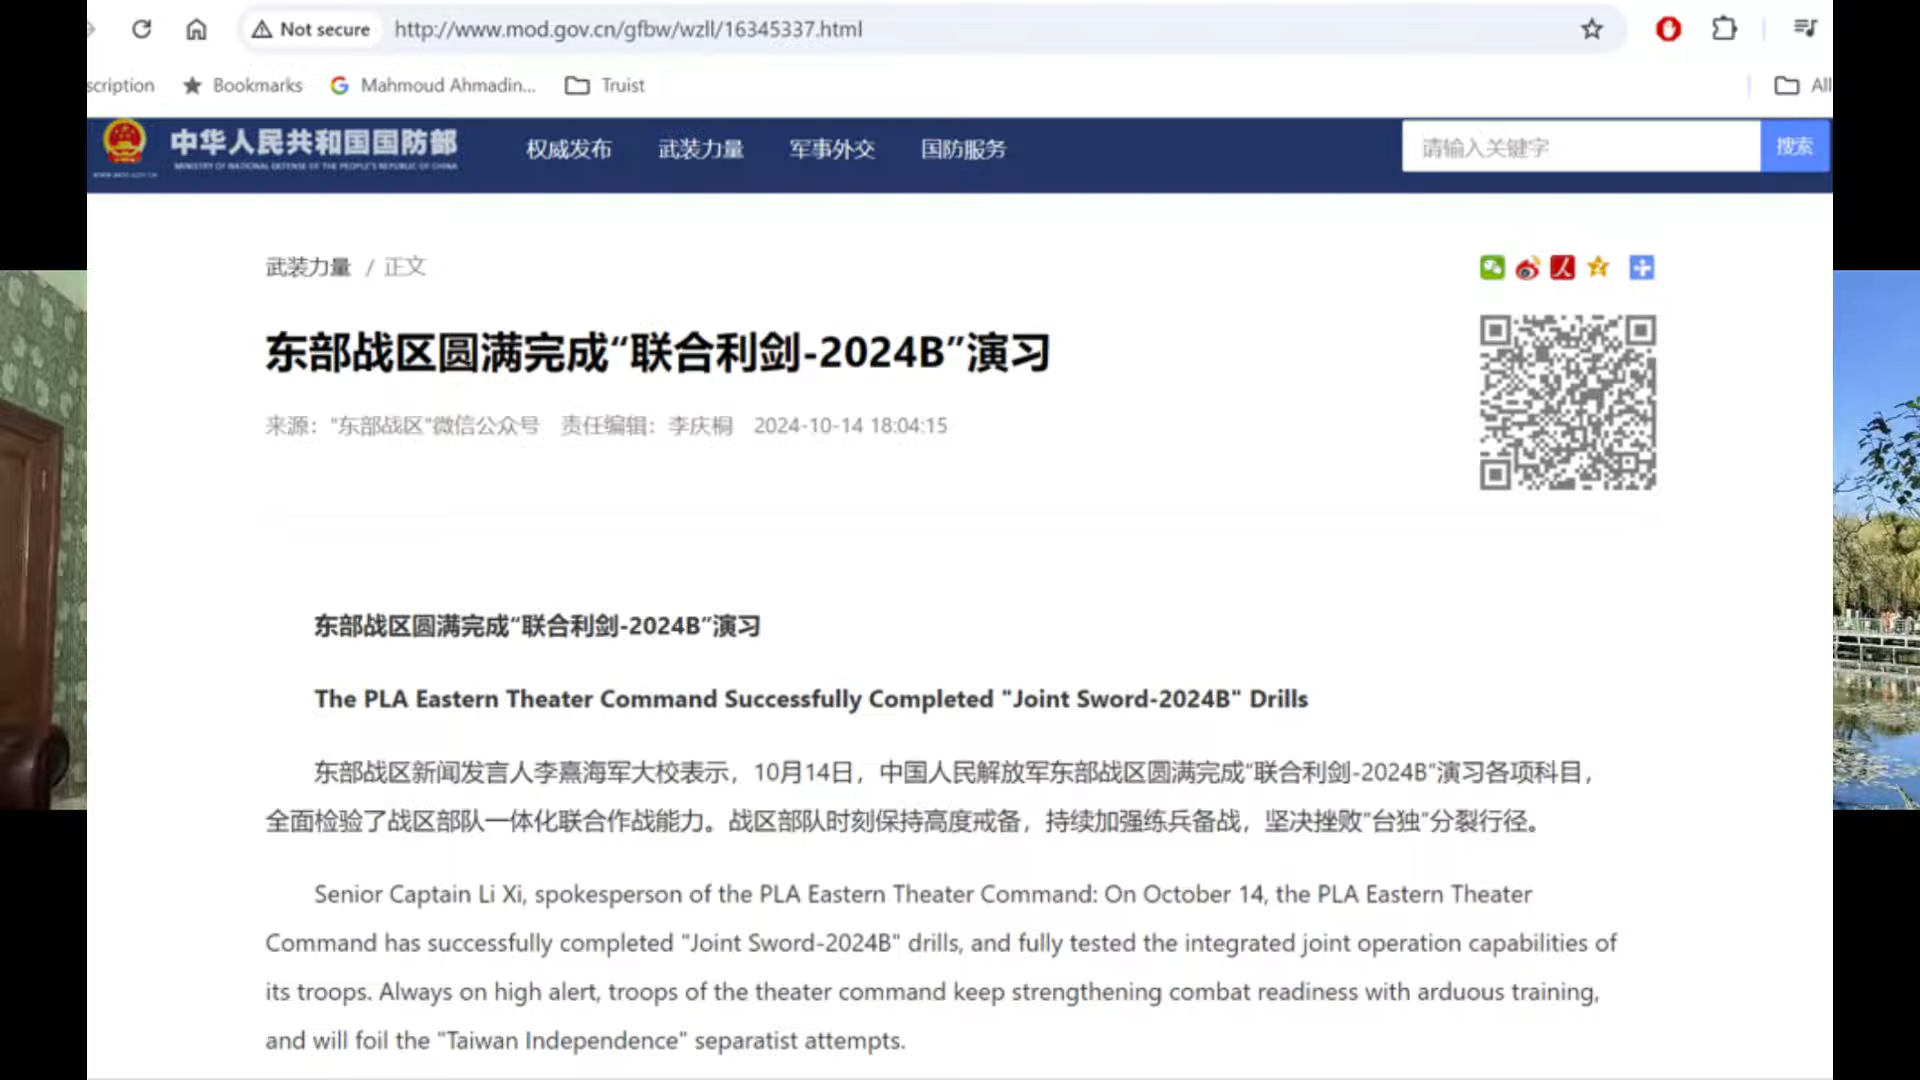 Not secure
http://www.mod.gov.cn/gfbw/wzll/16345337.html
scription
Bookmarks
Mahmoud Ahmadin...
Truist
All
中华人民共和国国防部
MINISTRY OF NATIONAL DEFENSE OF THE PEOPLE'S REPUBLIC OF CHINA
WWW.MOD.GOV.CN
权威发布
武装力量
军事外交
国防服务
请输入关键字
搜索
武装力量 / 正文
人
东部战区圆满完成“联合利剑-2024B”演习
来源："东部战区"微信公众号 责任编辑：李庆桐 2024-10-14 18:04:15
东部战区圆满完成“联合利剑-2024B”演习
The PLA Eastern Theater Command Successfully Completed "Joint Sword-2024B" Drills
东部战区新闻发言人李熹海军大校表示，10月14日，中国人民解放军东部战区圆满完成“联合利剑-2024B”演习各项科目，
全面检验了战区部队一体化联合作战能力。战区部队时刻保持高度戒备，持续加强练兵备战，坚决挫败“台独”分裂行径。
Senior Captain Li Xi, spokesperson of the PLA Eastern Theater Command: On October 14, the PLA Eastern Theater
Command has successfully completed "Joint Sword-2024B" drills, and fully tested the integrated joint operation capabilities of
its troops. Always on high alert, troops of the theater command keep strengthening combat readiness with arduous training,
and will foil the "Taiwan Independence" separatist attempts.